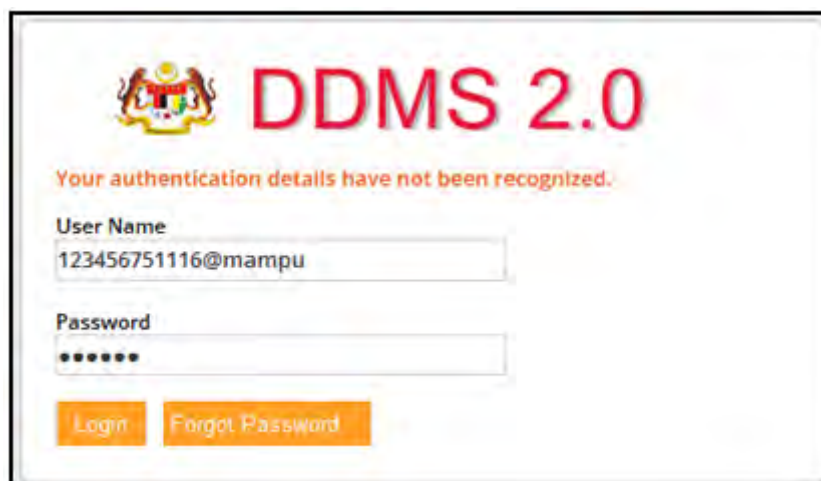 DDMS 2.0
Your authentication details have not been recognized.
User Name
123456751116@mampu
Password
••••••
Login Forgot Password